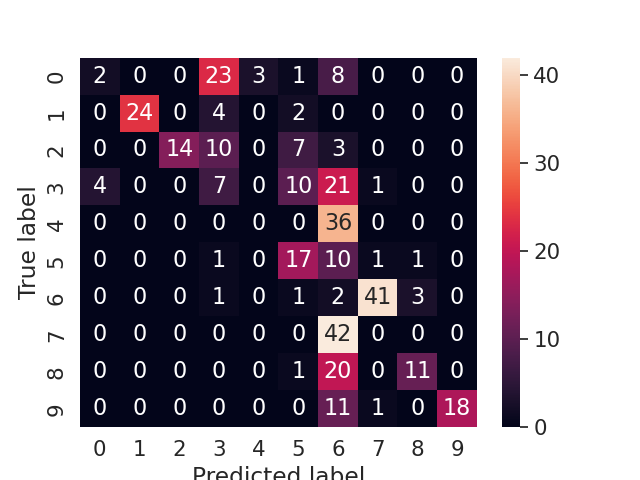 0 2 0 0 23 3 1 8 0 0 0
1 0 24 0 4 0 2 0 0 0 0
2 0 0 14 10 0 7 3 0 0 0
3 4 0 0 7 0 10 21 1 0 0
4 0 0 0 0 0 0 36 0 0 0
5 0 0 0 1 0 17 10 1 1 0
6 0 0 0 1 0 1 2 41 3 0
7 0 0 0 0 0 0 42 0 0 0
8 0 0 0 0 0 1 20 0 11 0
9 0 0 0 0 0 0 11 1 0 18
0 1 2 3 4 5 6 7 8 9
Predicted label
True label
40
30
20
10
0